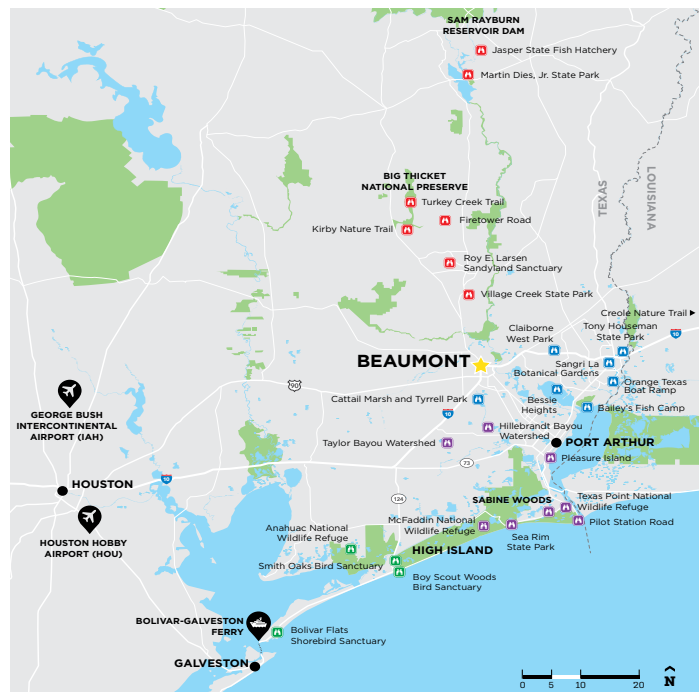 SAM RAYBURN
RESERVOIR DAM
Jasper State Fish Hatchery
Martin Dies, Jr. State Park
BIG THICKET
NATIONAL PRESERVE
Turkey Creek Trail
Firetower Road
Kirby Nature Trail
TEXAS
LOUISIANA
Roy E. Larsen
Sandyland Sanctuary
Village Creek State Park
Creole Nature Trail
Claiborne
West Park
Tony Houseman
State Park
10
BEAUMONT
Sangri La
Botanical Gardens
90
Orange Texas
Boat Ramp
Cattail Marsh and Tyrrell Park
Bessie
Heights
Bailey's Fish Camp
10
GEORGE BUSH
INTERCONTINENTAL
AIRPORT (IAH)
Hillebrandt Bayou
Watershed
Taylor Bayou Watershed
PORT ARTHUR
Pleasure Island
73
10
HOUSTON
124
SABINE WOODS
Texas Point National
Wildlife Refuge
Pilot Station Road
HOUSTON HOBBY
AIRPORT (HOU)
Anahuac National
Wildlife Refuge
McFaddin National
Wildlife Refuge
Sea Rim
State Park
HIGH ISLAND
Smith Oaks Bird Sanctuary
Boy Scout Woods
Bird Sanctuary
BOLIVAR-GALVESTON
FERRY
Bolivar Flats
Shorebird Sanctuary
GALVESTON
0 5 10 20
N